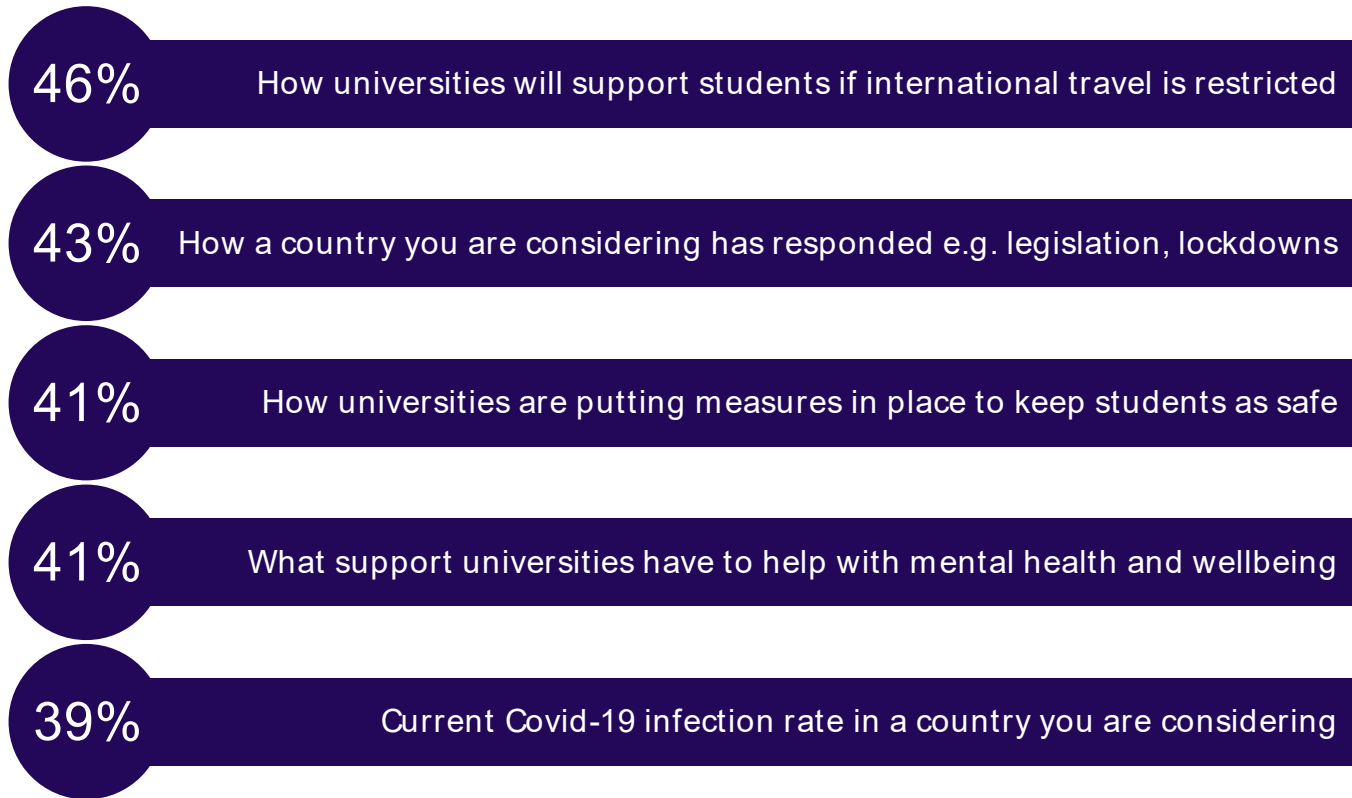 46%
How universities will support students if international travel is restricted
43%
How a country you are considering has responded e.g. legislation, lockdowns
41%
How universities are putting measures in place to keep students as safe
41%
What support universities have to help with mental health and wellbeing
39%
Current Covid-19 infection rate in a country you are considering